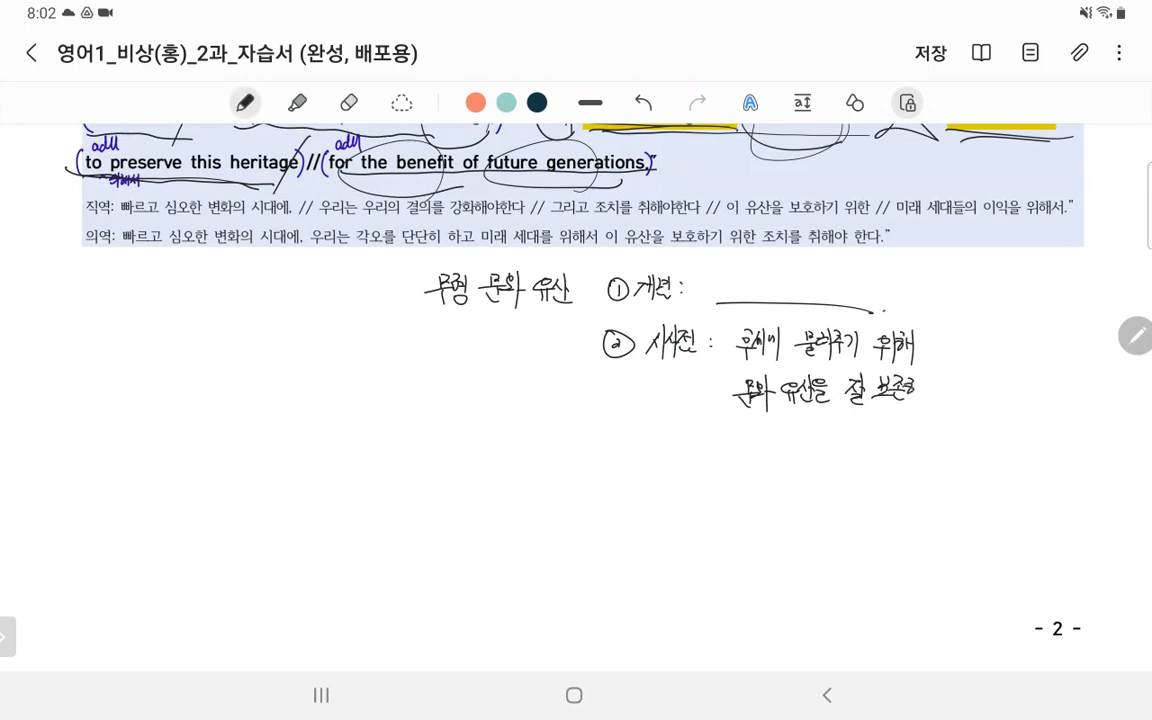 8:02
영어1_비상(홍)_2과_자습서 (완성, 배포용)
저장
adv adv
(to preserve this heritage) // (for the benefit of future generations.)"
위해서
직역: 빠르고 심오한 변화의 시대에, // 우리는 우리의 결의를 강화해야한다 // 그리고 조치를 취해야한다 // 이 유산을 보호하기 위한 // 미래 세대들의 이익을 위해서."
의역: 빠르고 심오한 변화의 시대에, 우리는 각오를 단단히 하고 미래 세대를 위해서 이 유산을 보호하기 위한 조치를 취해야 한다."
무형 문화 유산 ① 개념:
② 시사점: 후세에 물려주기 위해
문화 유산을 잘 보존
- 2 -